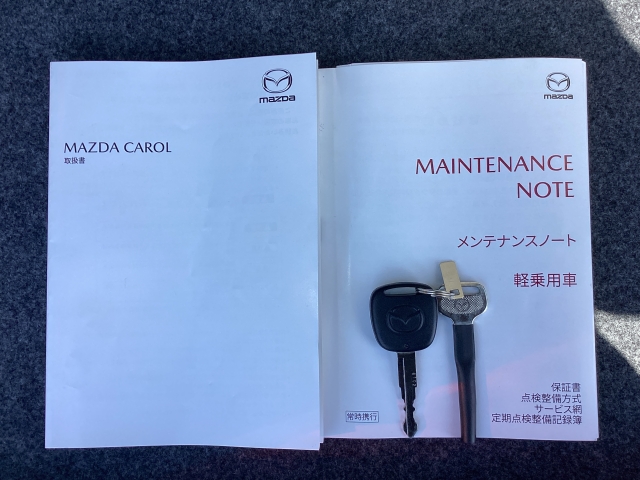 mazda
MAZDA CAROL
取扱書
mazda
MAINTENANCE
NOTE
メンテナンスノート
軽乗用車
保証書
点検整備方式
サービス網
定期点検整備記録簿
常時携行